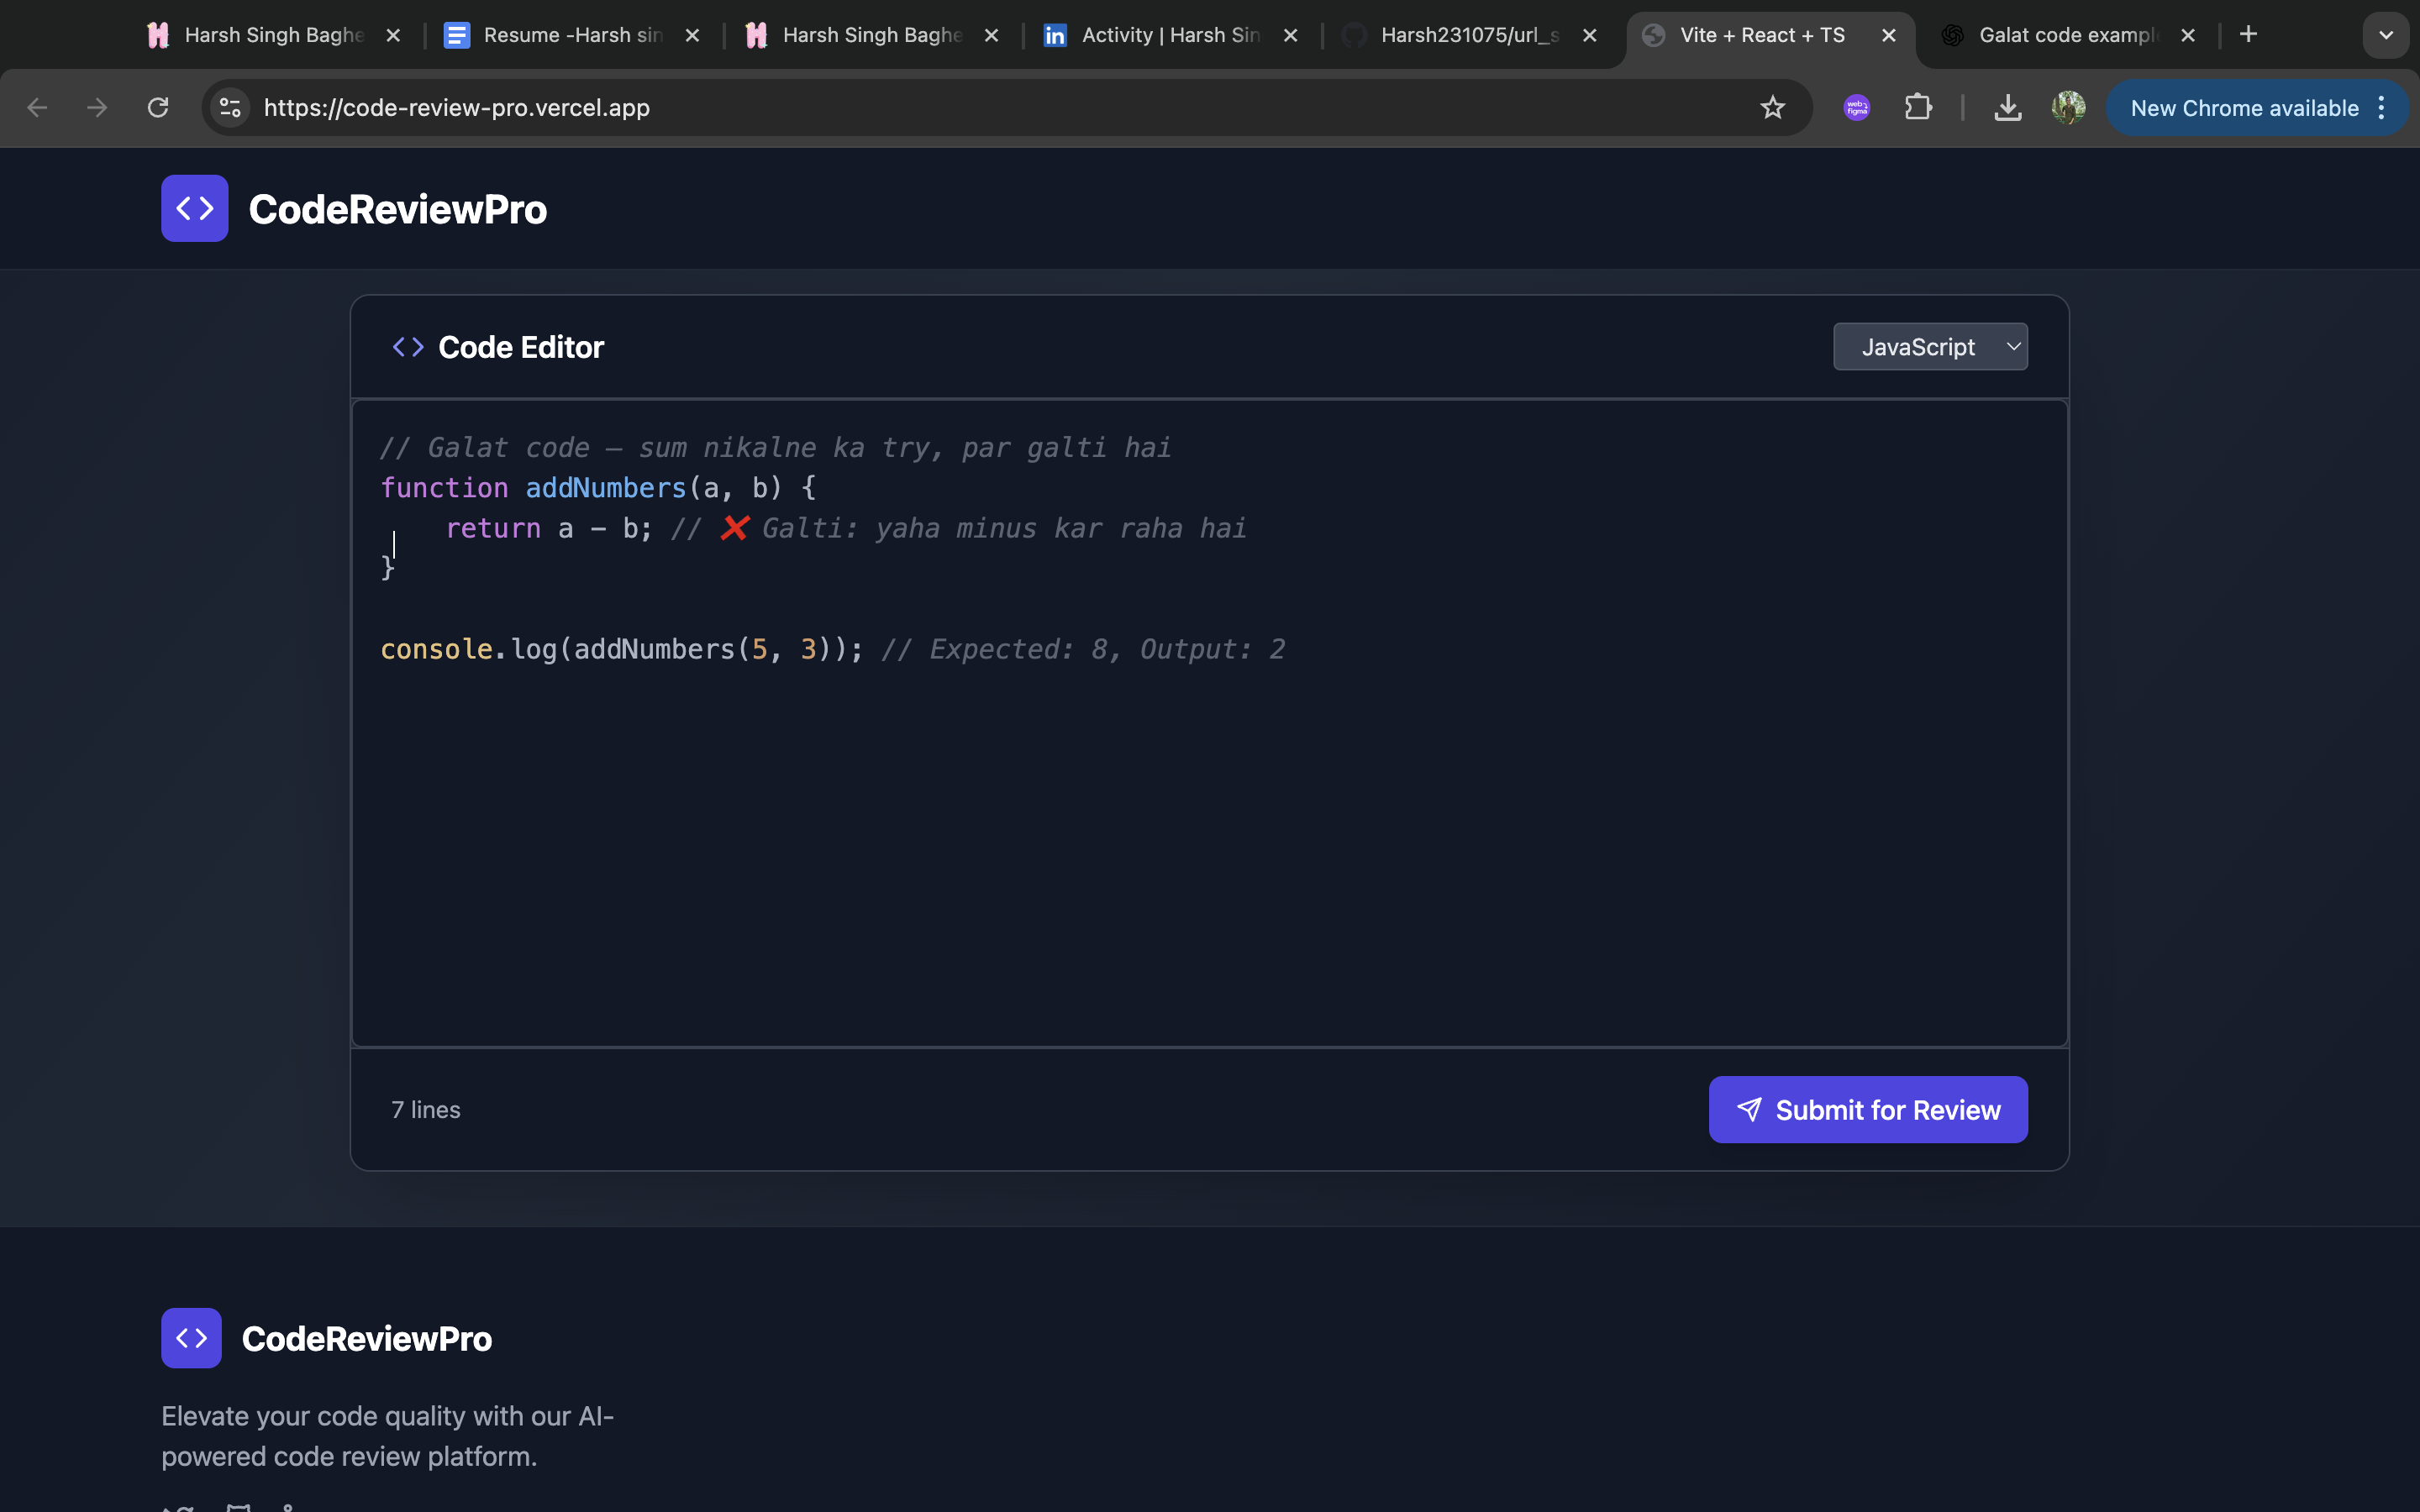 Harsh Singh Baghe
Resume -Harsh sin
Harsh Singh Baghe
Activity | Harsh Sin
Harsh231075/url_s
Vite + React + TS
Galat code exampl
https://code-review-pro.vercel.app
web
figma
New Chrome available
CodeReviewPro
Code Editor
JavaScript
// Galat code – sum nikalne ka try, par galti hai
function addNumbers(a, b) {
return a - b; // ❌ Galti: yaha minus kar raha hai
}
console.log(addNumbers(5, 3)); // Expected: 8, Output: 2
7 lines
Submit for Review
CodeReviewPro
Elevate your code quality with our AI-
powered code review platform.